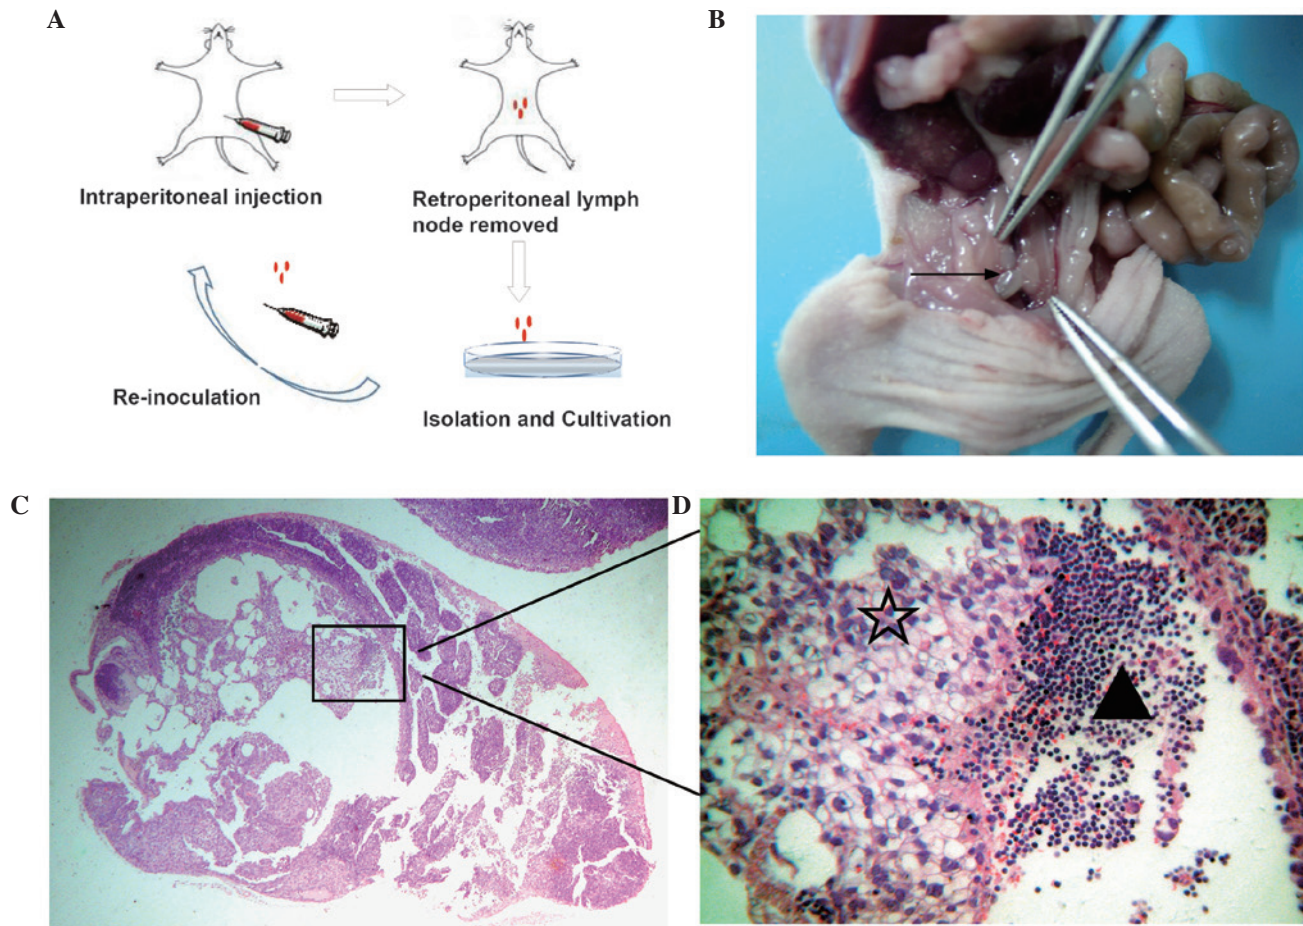 A
B
Intraperitoneal injection
Retroperitoneal lymph
node removed
Re-inoculation
Isolation and Cultivation
C
D